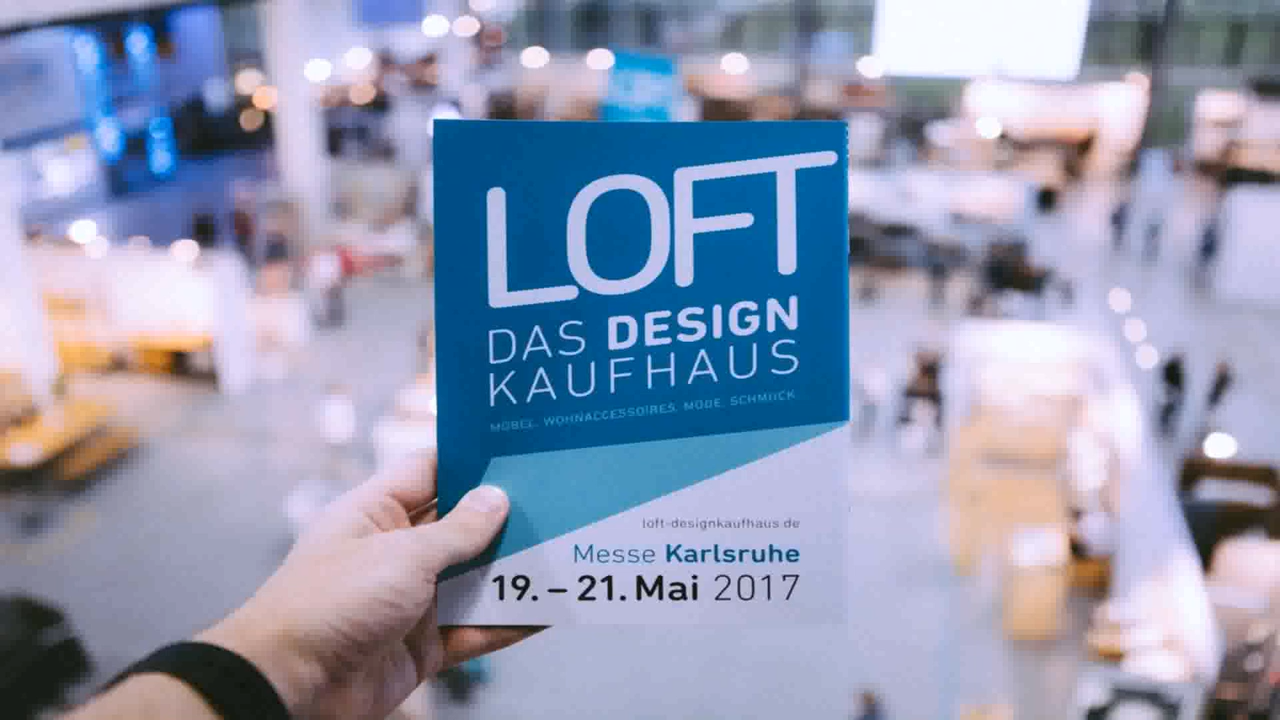 LOFT
DAS DESIGN
KAUFHAUS
MÖBEL, WOHNACCESSOIRES, MODE, SCHMUCK
loft-designkaufhaus.de
Messe Karlsruhe
19. – 21. Mai 2017